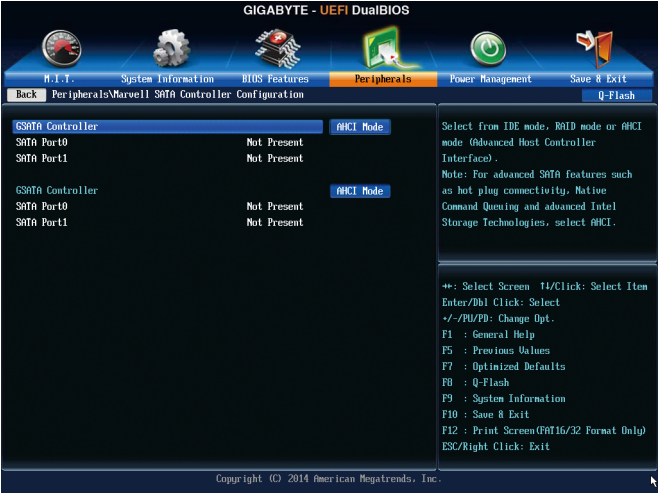 GIGABYTE - UEFI DualBIOS
M.I.T. System Information BIOS Features Peripherals Power Management Save & Exit
Back Peripherals\Marvell SATA Controller Configuration Q-Flash
GSATA Controller AHCI Mode
SATA Port0 Not Present
SATA Port1 Not Present
GSATA Controller AHCI Mode
SATA Port0 Not Present
SATA Port1 Not Present
Select from IDE mode, RAID mode or AHCI
mode (Advanced Host Controller
Interface).
Note: For advanced SATA features such
as hot plug connectivity, Native
Command Queuing and advanced Intel
Storage Technologies, select AHCI.
→←: Select Screen ↑↓/Click: Select Item
Enter/Dbl Click: Select
+/-/PU/PD: Change Opt.
F1 : General Help
F5 : Previous Values
F7 : Optimized Defaults
F8 : Q-Flash
F9 : System Information
F10 : Save & Exit
F12 : Print Screen(FAT16/32 Format Only)
ESC/Right Click: Exit
Copyright (C) 2014 American Megatrends, Inc.